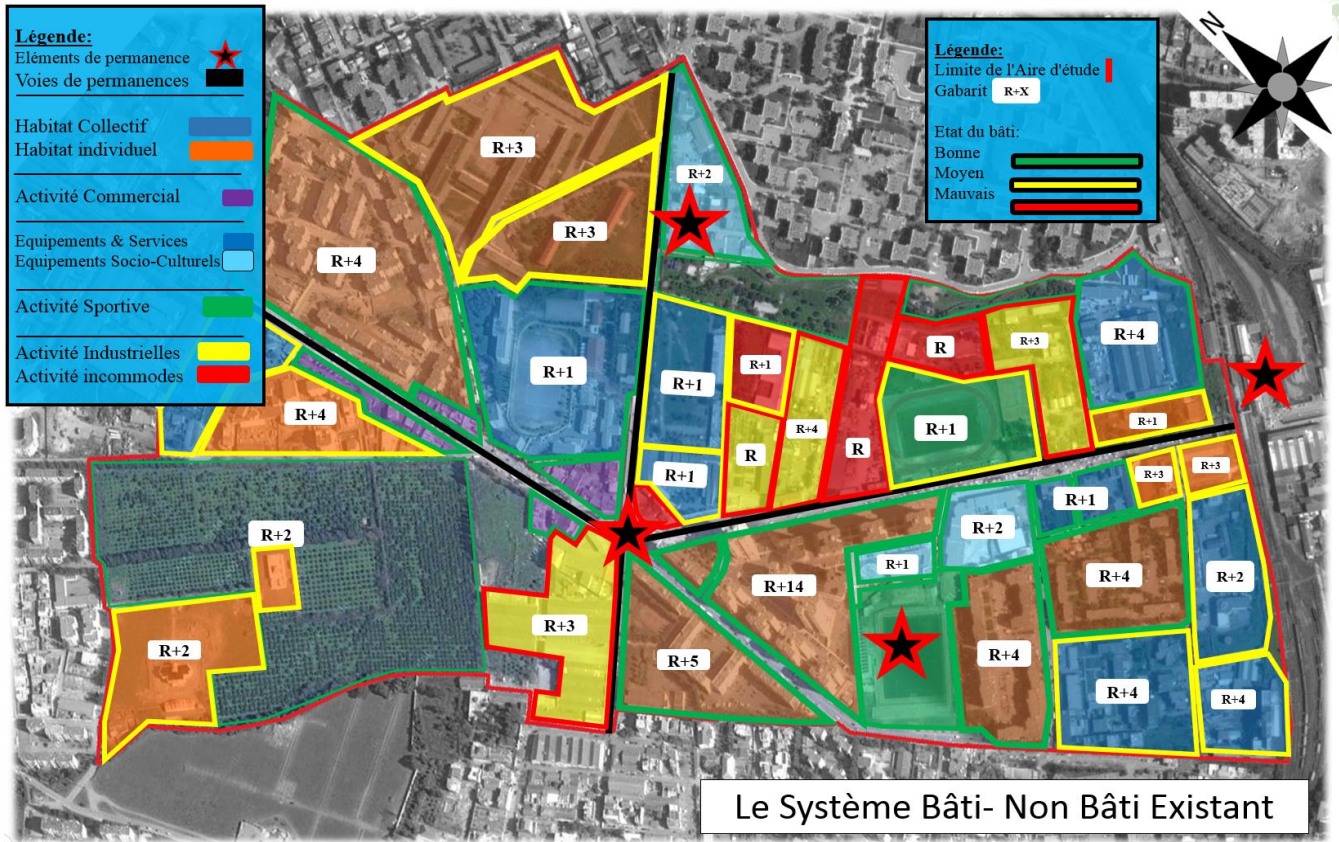 Légende:
Eléments de permanence
Voies de permanences
Habitat Collectif
Habitat individuel
Activité Commercial
Equipements & Services
Equipements Socio-Culturels
Activité Sportive
Activité Industrielles
Activité incommodes
Légende:
Limite de l'Aire d'étude
Gabarit R+X
Etat du bâti:
Bonne
Moyen
Mauvais
N
R+3
R+2
R+3
R+4
R+1
R+4
R+1
R+1
R
R+3
R+4
R+1
R+4
R
R
R+1
R+1
R+1
R+3
R+3
R+2
R+1
R+2
R+1
R+14
R+4
R+2
R+3
R+2
R+5
R+4
R+4
R+4
Le Système Bâti- Non Bâti Existant